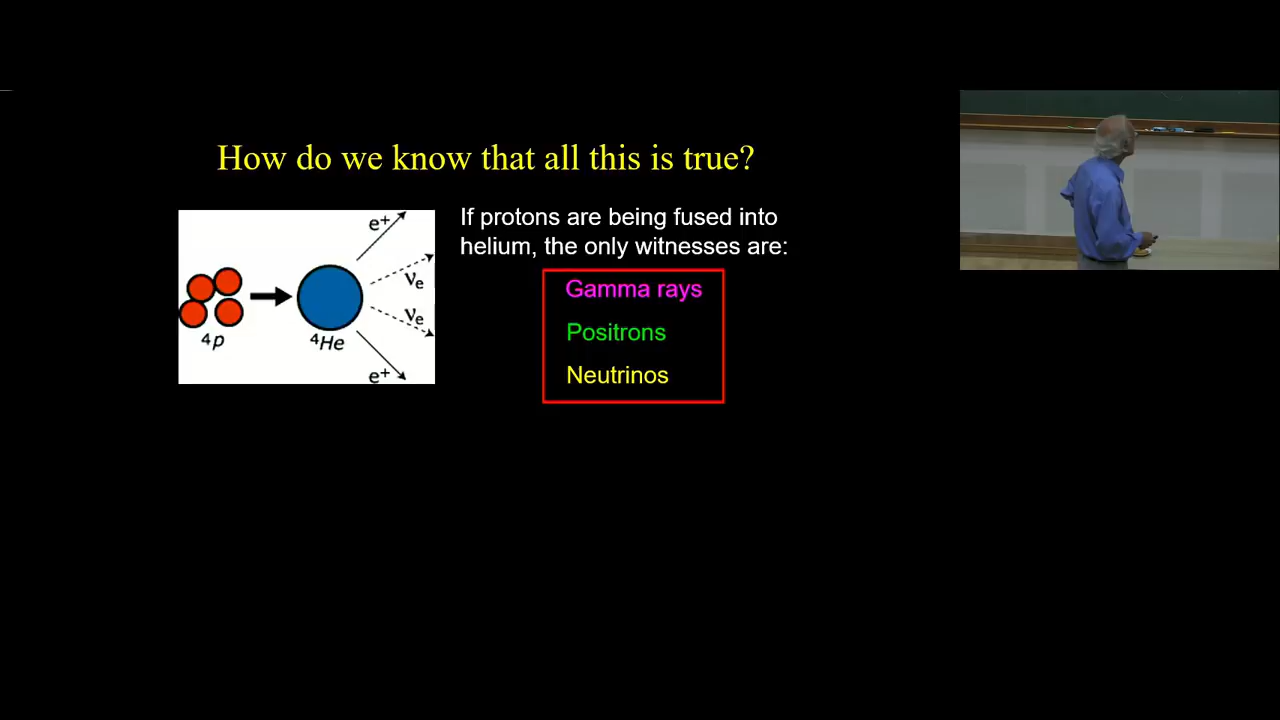 How do we know that all this is true?
If protons are being fused into
helium, the only witnesses are:
Gamma rays
Positrons
Neutrinos
e⁺
νₑ
νₑ
e⁺
4p
⁴He